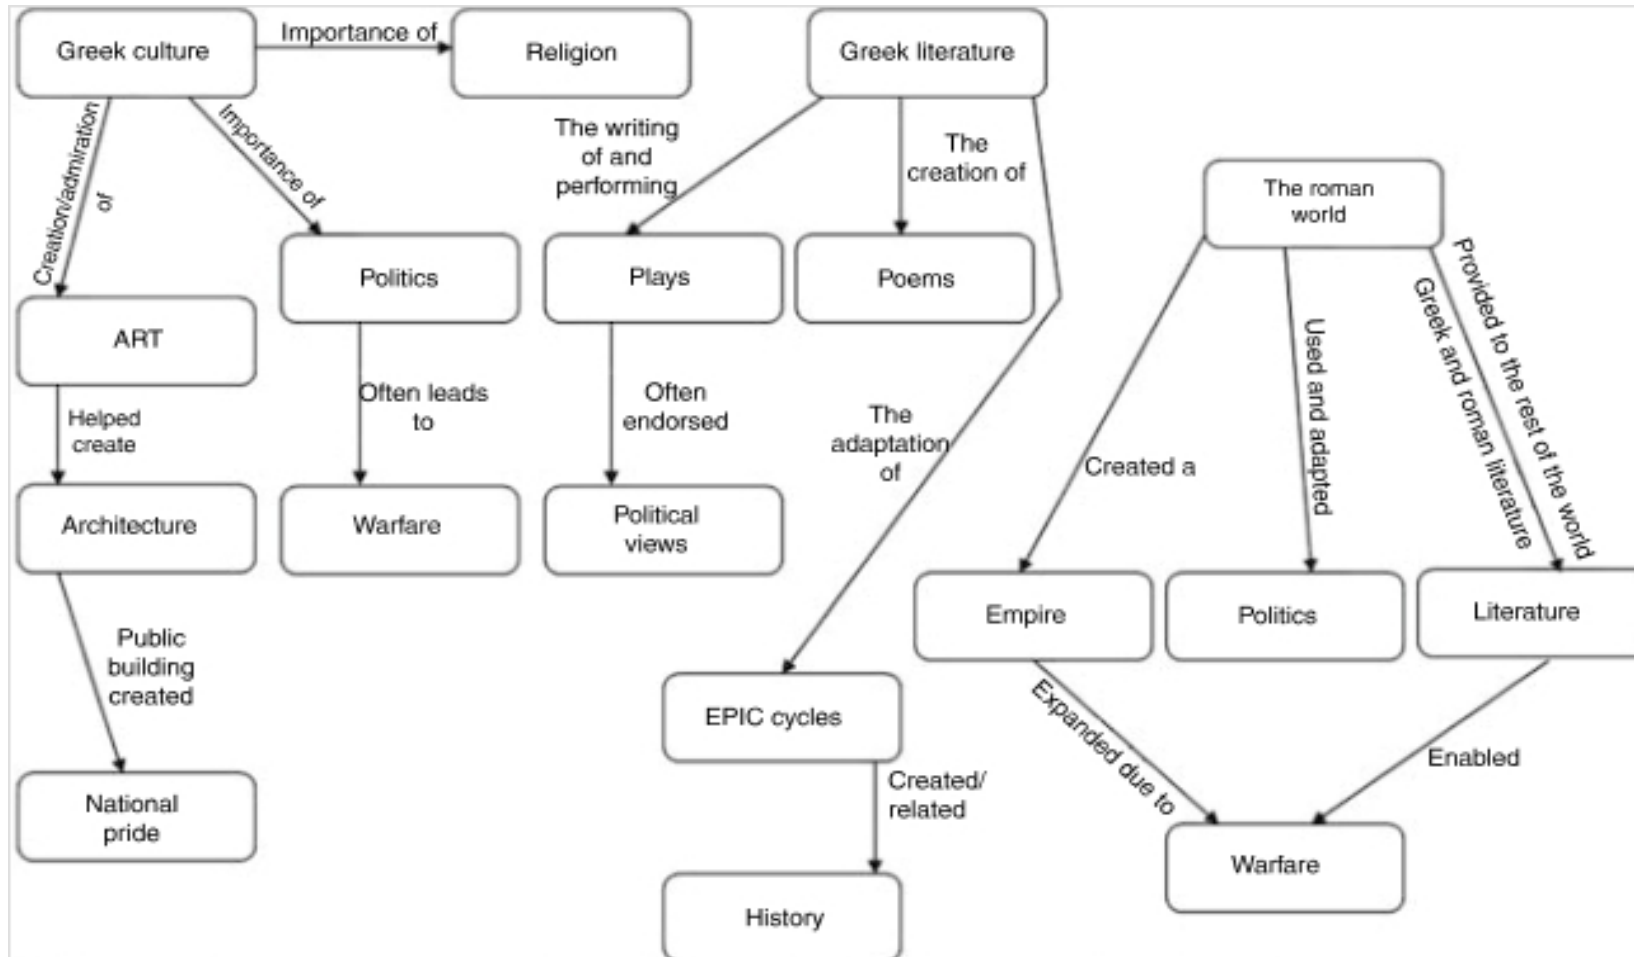 Greek culture
Importance of
Religion
Greek literature
Creation/admiration
of
Importance of
The writing
of and
performing
The
creation of
The roman
world
ART
Politics
Plays
Poems
Helped
create
Often leads
to
Often
endorsed
The
adaptation
of
Created a
Used and adapted
Provided to the rest of the world
Greek and roman literature
Architecture
Warfare
Political
views
Empire
Politics
Literature
Public
building
created
EPIC cycles
Expanded due to
Enabled
National
pride
Created/
related
Warfare
History